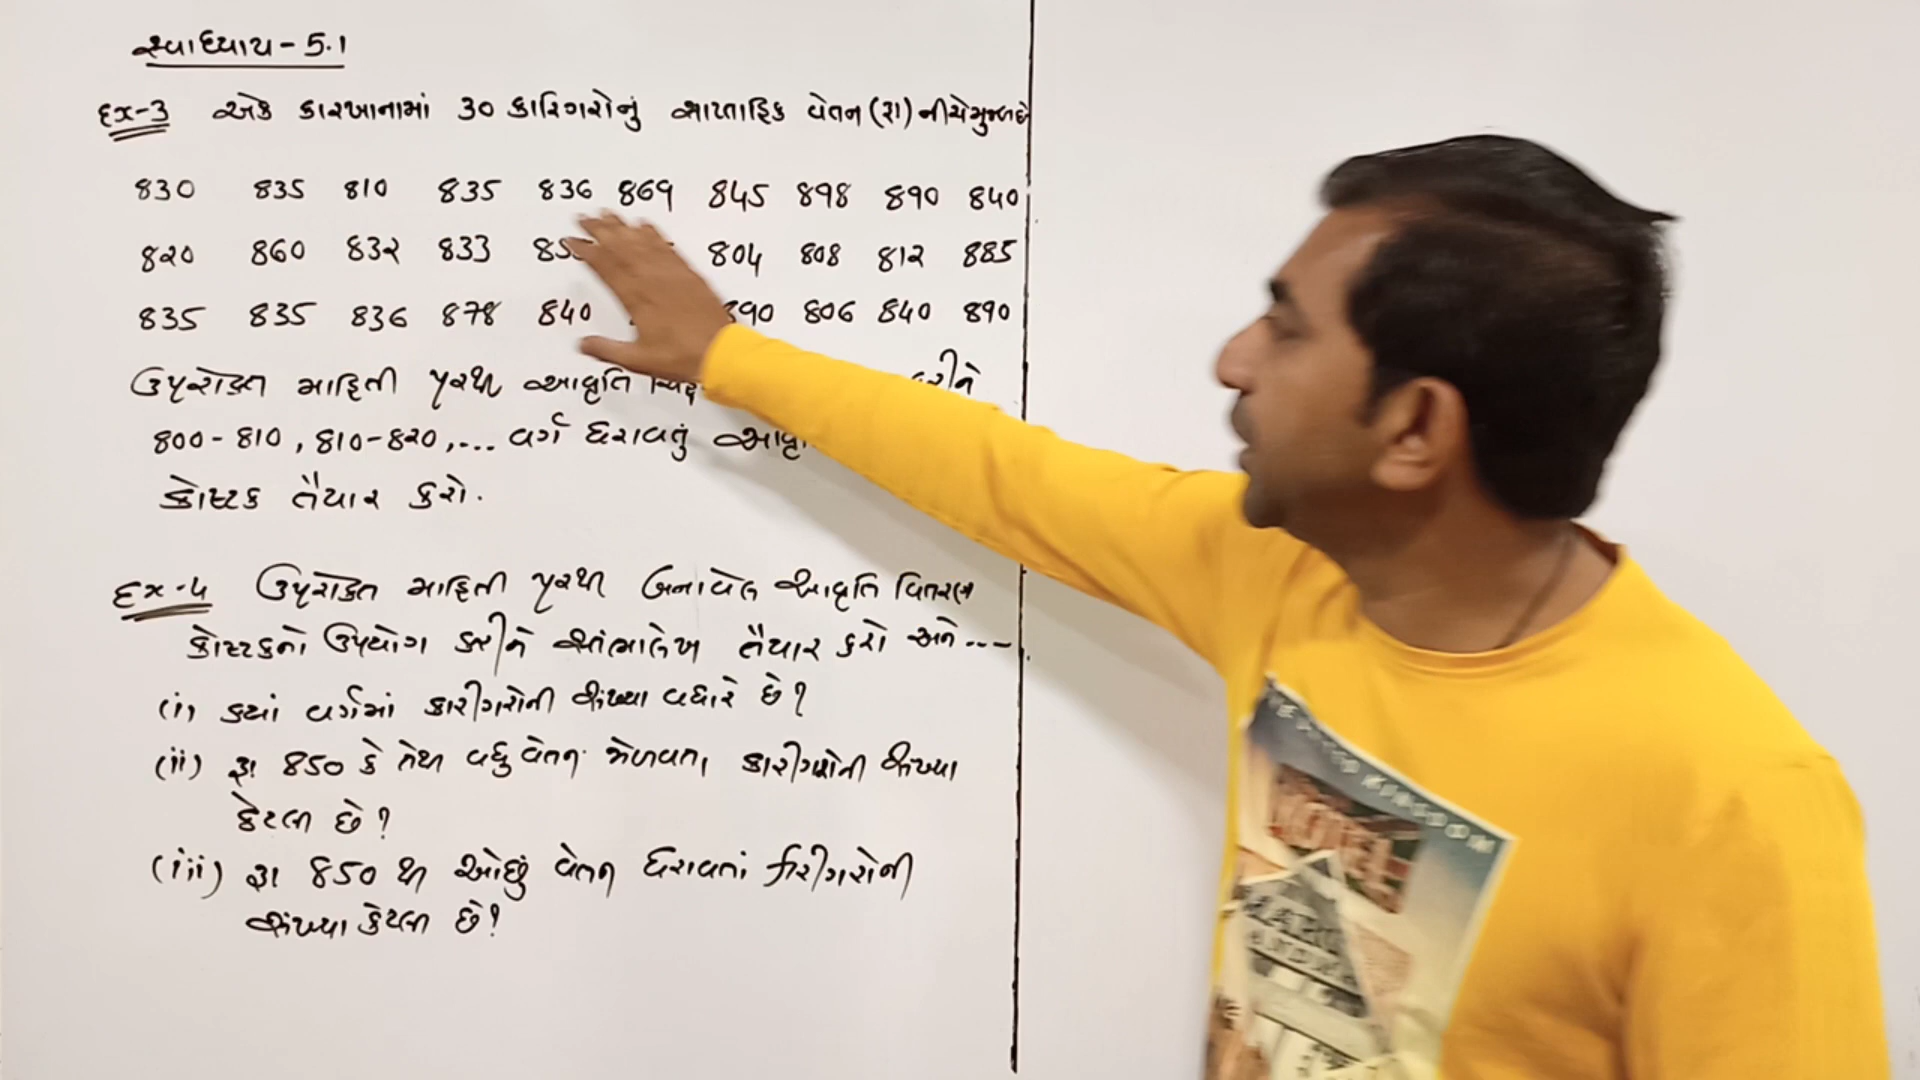 સ્વાધ્યાય - 5.1
Ex-3 એક કારખાનામાં 30 કારિગરોનું સાપ્તાહિક વેતન (રૂા) નીચે મુજબ છે
830 835 810 835 836 869 845 898 890 840
820 860 832 833 804 808 812 885
835 835 836 878 840 806 840 890
ઉપરોક્ત માહિતી પરથી આવૃતિ
800 - 810 , 810 - 820 , ... વર્ગ ધરાવતું
કોષ્ટક તૈયાર કરો.
Ex-4 ઉપરોક્ત માહિતી પરથી બનાવેલ આવૃતિ વિતરણ
કોષ્ટકનો ઉપયોગ કરીને સ્તંભાલેખ તૈયાર કરો અને ---
(i) કયાં વર્ગમાં કારીગરોની સંખ્યા વધારે છે ?
(ii) રૂા 850 કે તેથી વધુ વેતન મેળવતા કારીગરોની સંખ્યા
કેટલી છે ?
(iii) રૂા 850 થી ઓછું વેતન ધરાવતાં કારીગરોની
સંખ્યા કેટલી છે ?
MOTEL